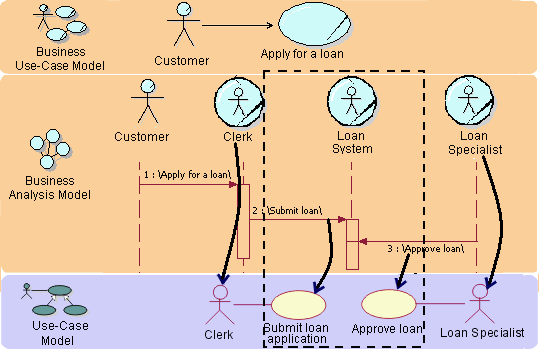 Business
Use-Case Model
Customer
Apply for a loan
Customer
Clerk
Loan
System
Loan
Specialist
Business
Analysis Model
1 : \Apply for a loan\
2 : \Submit loan\
3 : \Approve loan\
Use-Case
Model
Clerk
Submit loan
application
Approve loan
Loan Specialist